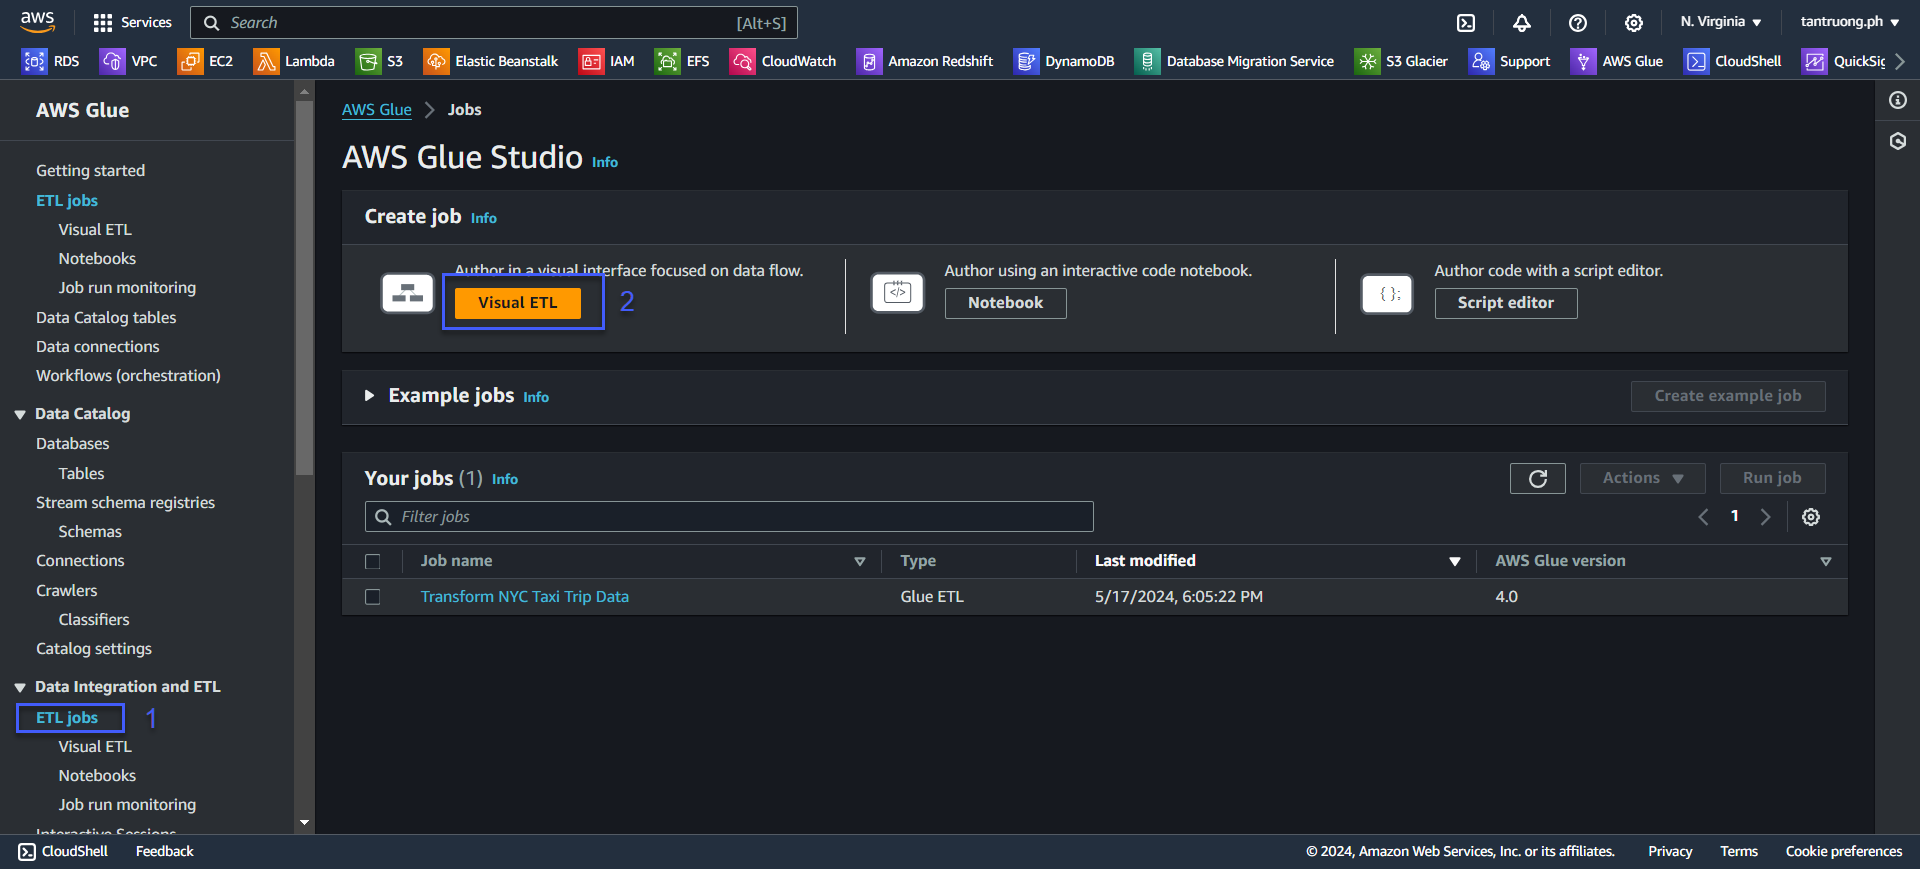 aws Services Search [Alt+S] N. Virginia tantruong.ph
RDS VPC EC2 Lambda S3 Elastic Beanstalk IAM EFS CloudWatch Amazon Redshift DynamoDB Database Migration Service S3 Glacier Support AWS Glue CloudShell QuickSig
AWS Glue
Getting started
ETL jobs
Visual ETL
Notebooks
Job run monitoring
Data Catalog tables
Data connections
Workflows (orchestration)
Data Catalog
Databases
Tables
Stream schema registries
Schemas
Connections
Crawlers
Classifiers
Catalog settings
Data Integration and ETL
ETL jobs 1
Visual ETL
Notebooks
Job run monitoring
Interactive Sessions
AWS Glue Jobs
AWS Glue Studio Info
Create job Info
Author in a visual interface focused on data flow.
Visual ETL 2
Author using an interactive code notebook.
</> Notebook
Author code with a script editor.
{ }; Script editor
Example jobs Info Create example job
Your jobs (1) Info Actions Run job
Filter jobs 1
Job name Type Last modified AWS Glue version
Transform NYC Taxi Trip Data Glue ETL 5/17/2024, 6:05:22 PM 4.0
CloudShell Feedback © 2024, Amazon Web Services, Inc. or its affiliates. Privacy Terms Cookie preferences